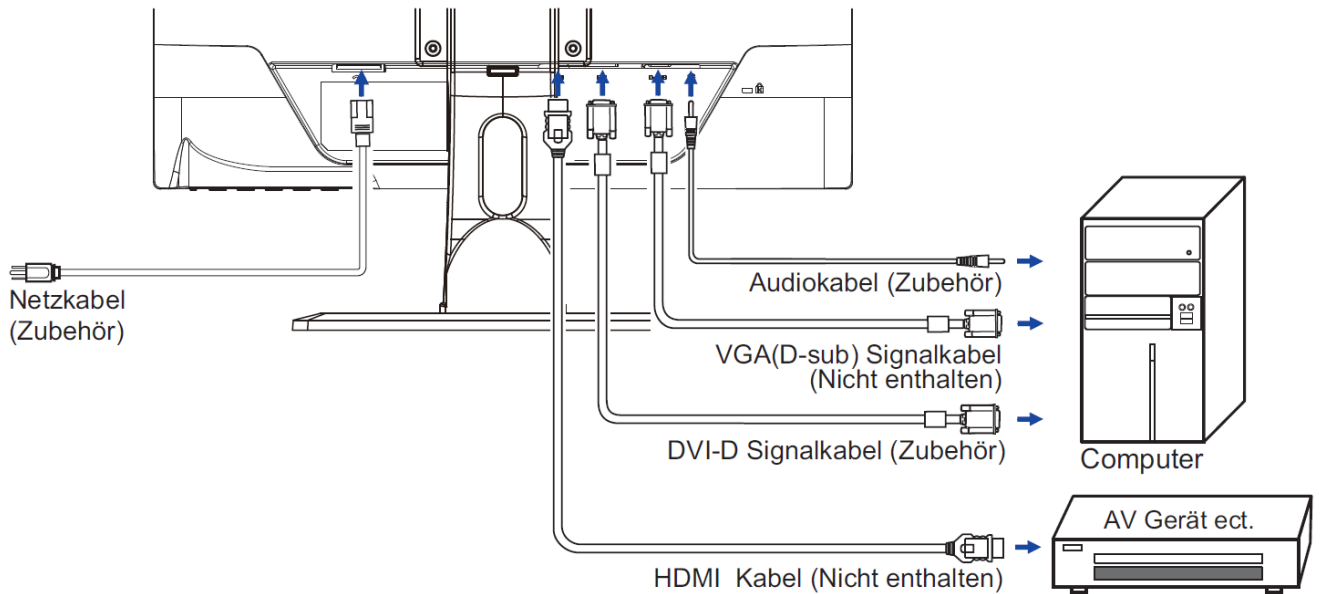 Netzkabel
(Zubehör)
Audiokabel (Zubehör)
VGA(D-sub) Signalkabel
(Nicht enthalten)
DVI-D Signalkabel (Zubehör)
Computer
AV Gerät ect.
HDMI  Kabel (Nicht enthalten)